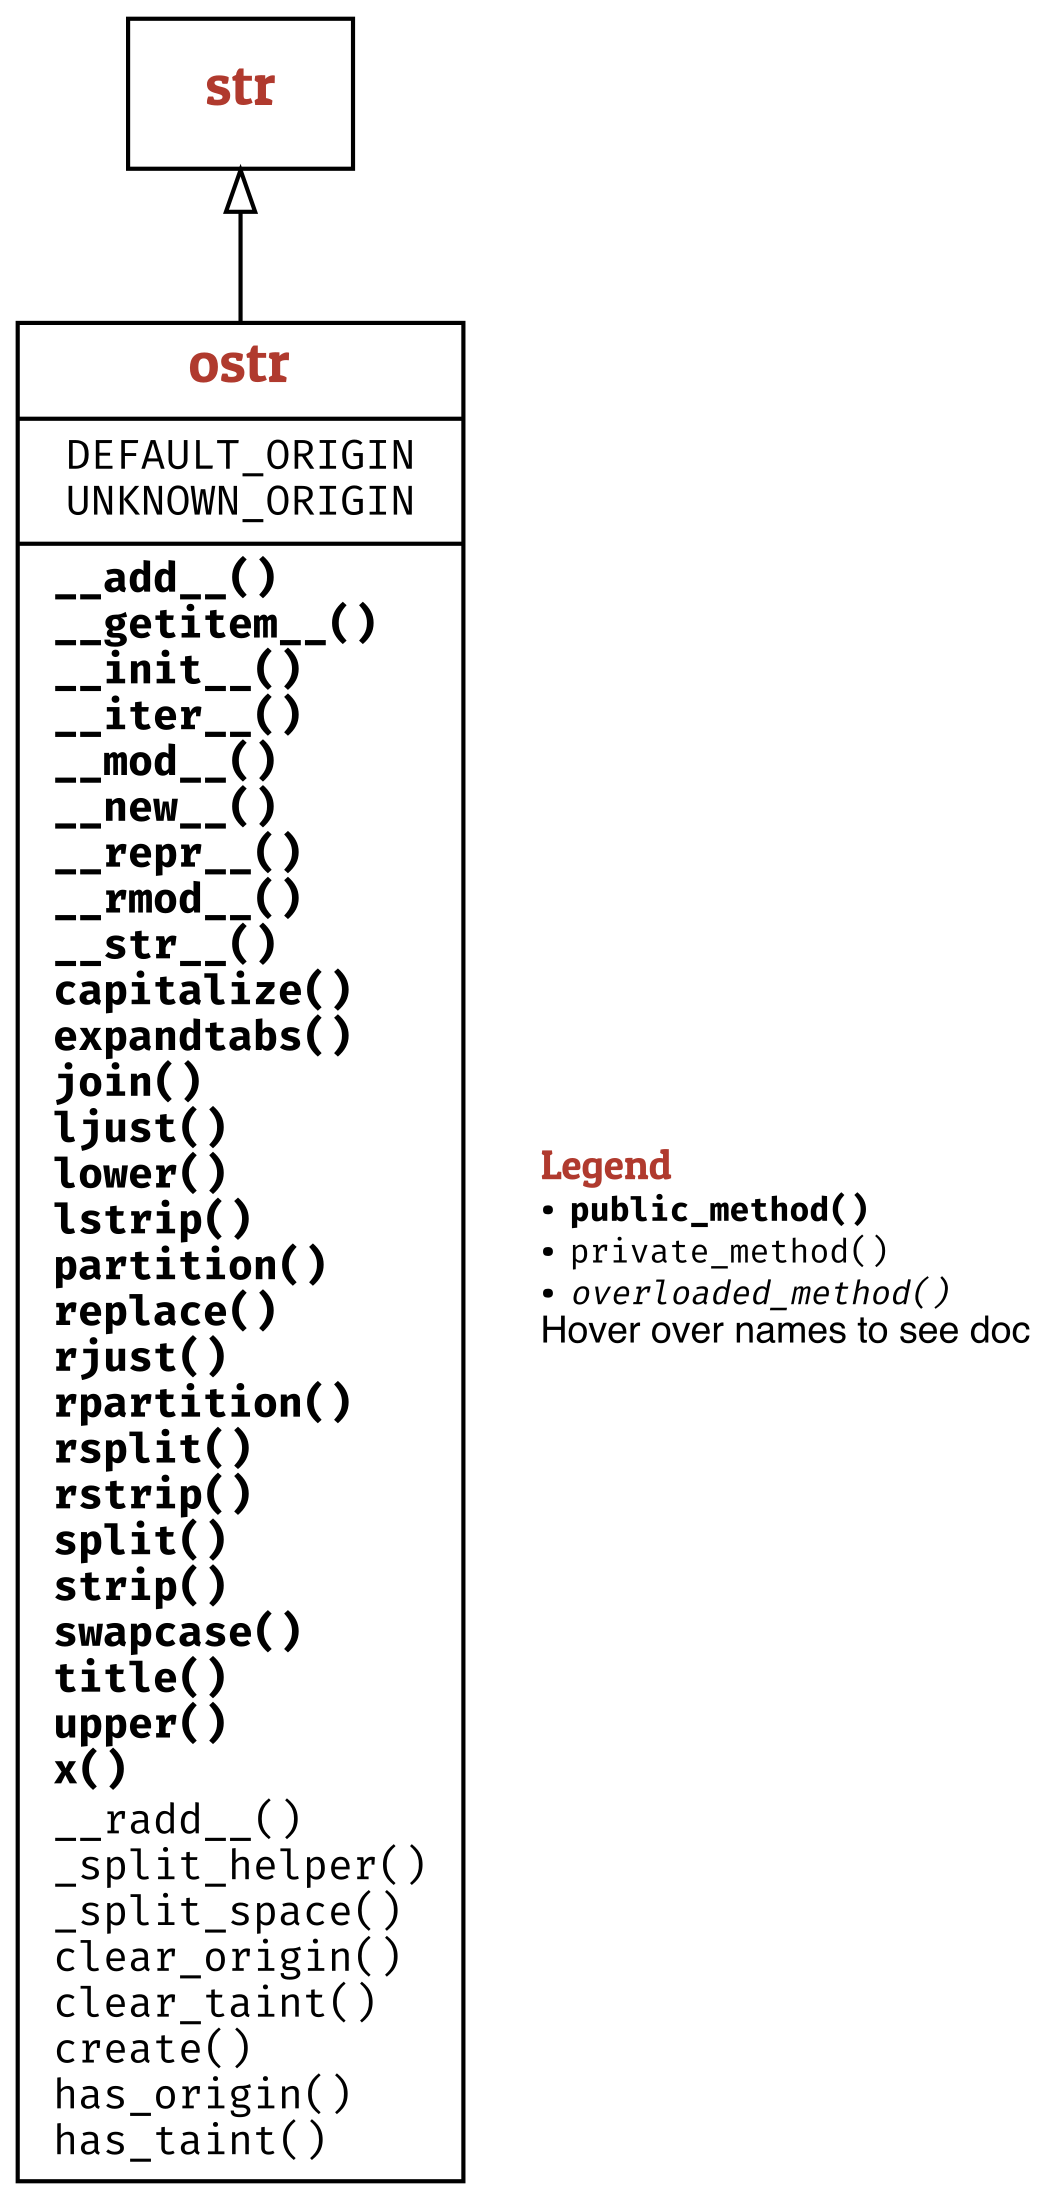 str
ostr
DEFAULT_ORIGIN
UNKNOWN_ORIGIN
__add__()
__getitem__()
__init__()
__iter__()
__mod__()
__new__()
__repr__()
__rmod__()
__str__()
capitalize()
expandtabs()
join()
ljust()
lower()
lstrip()
partition()
replace()
rjust()
rpartition()
rsplit()
rstrip()
split()
strip()
swapcase()
title()
upper()
x()
__radd__()
_split_helper()
_split_space()
clear_origin()
clear_taint()
create()
has_origin()
has_taint()
Legend
• public_method()
• private_method()
• overloaded_method()
Hover over names to see doc